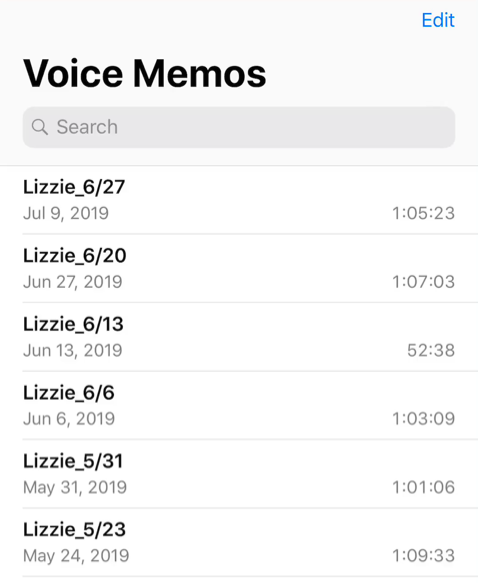 Edit
Voice Memos
Search
Lizzie_6/27
Jul 9, 2019 1:05:23
Lizzie_6/20
Jun 27, 2019 1:07:03
Lizzie_6/13
Jun 13, 2019 52:38
Lizzie_6/6
Jun 6, 2019 1:03:09
Lizzie_5/31
May 31, 2019 1:01:06
Lizzie_5/23
May 24, 2019 1:09:33